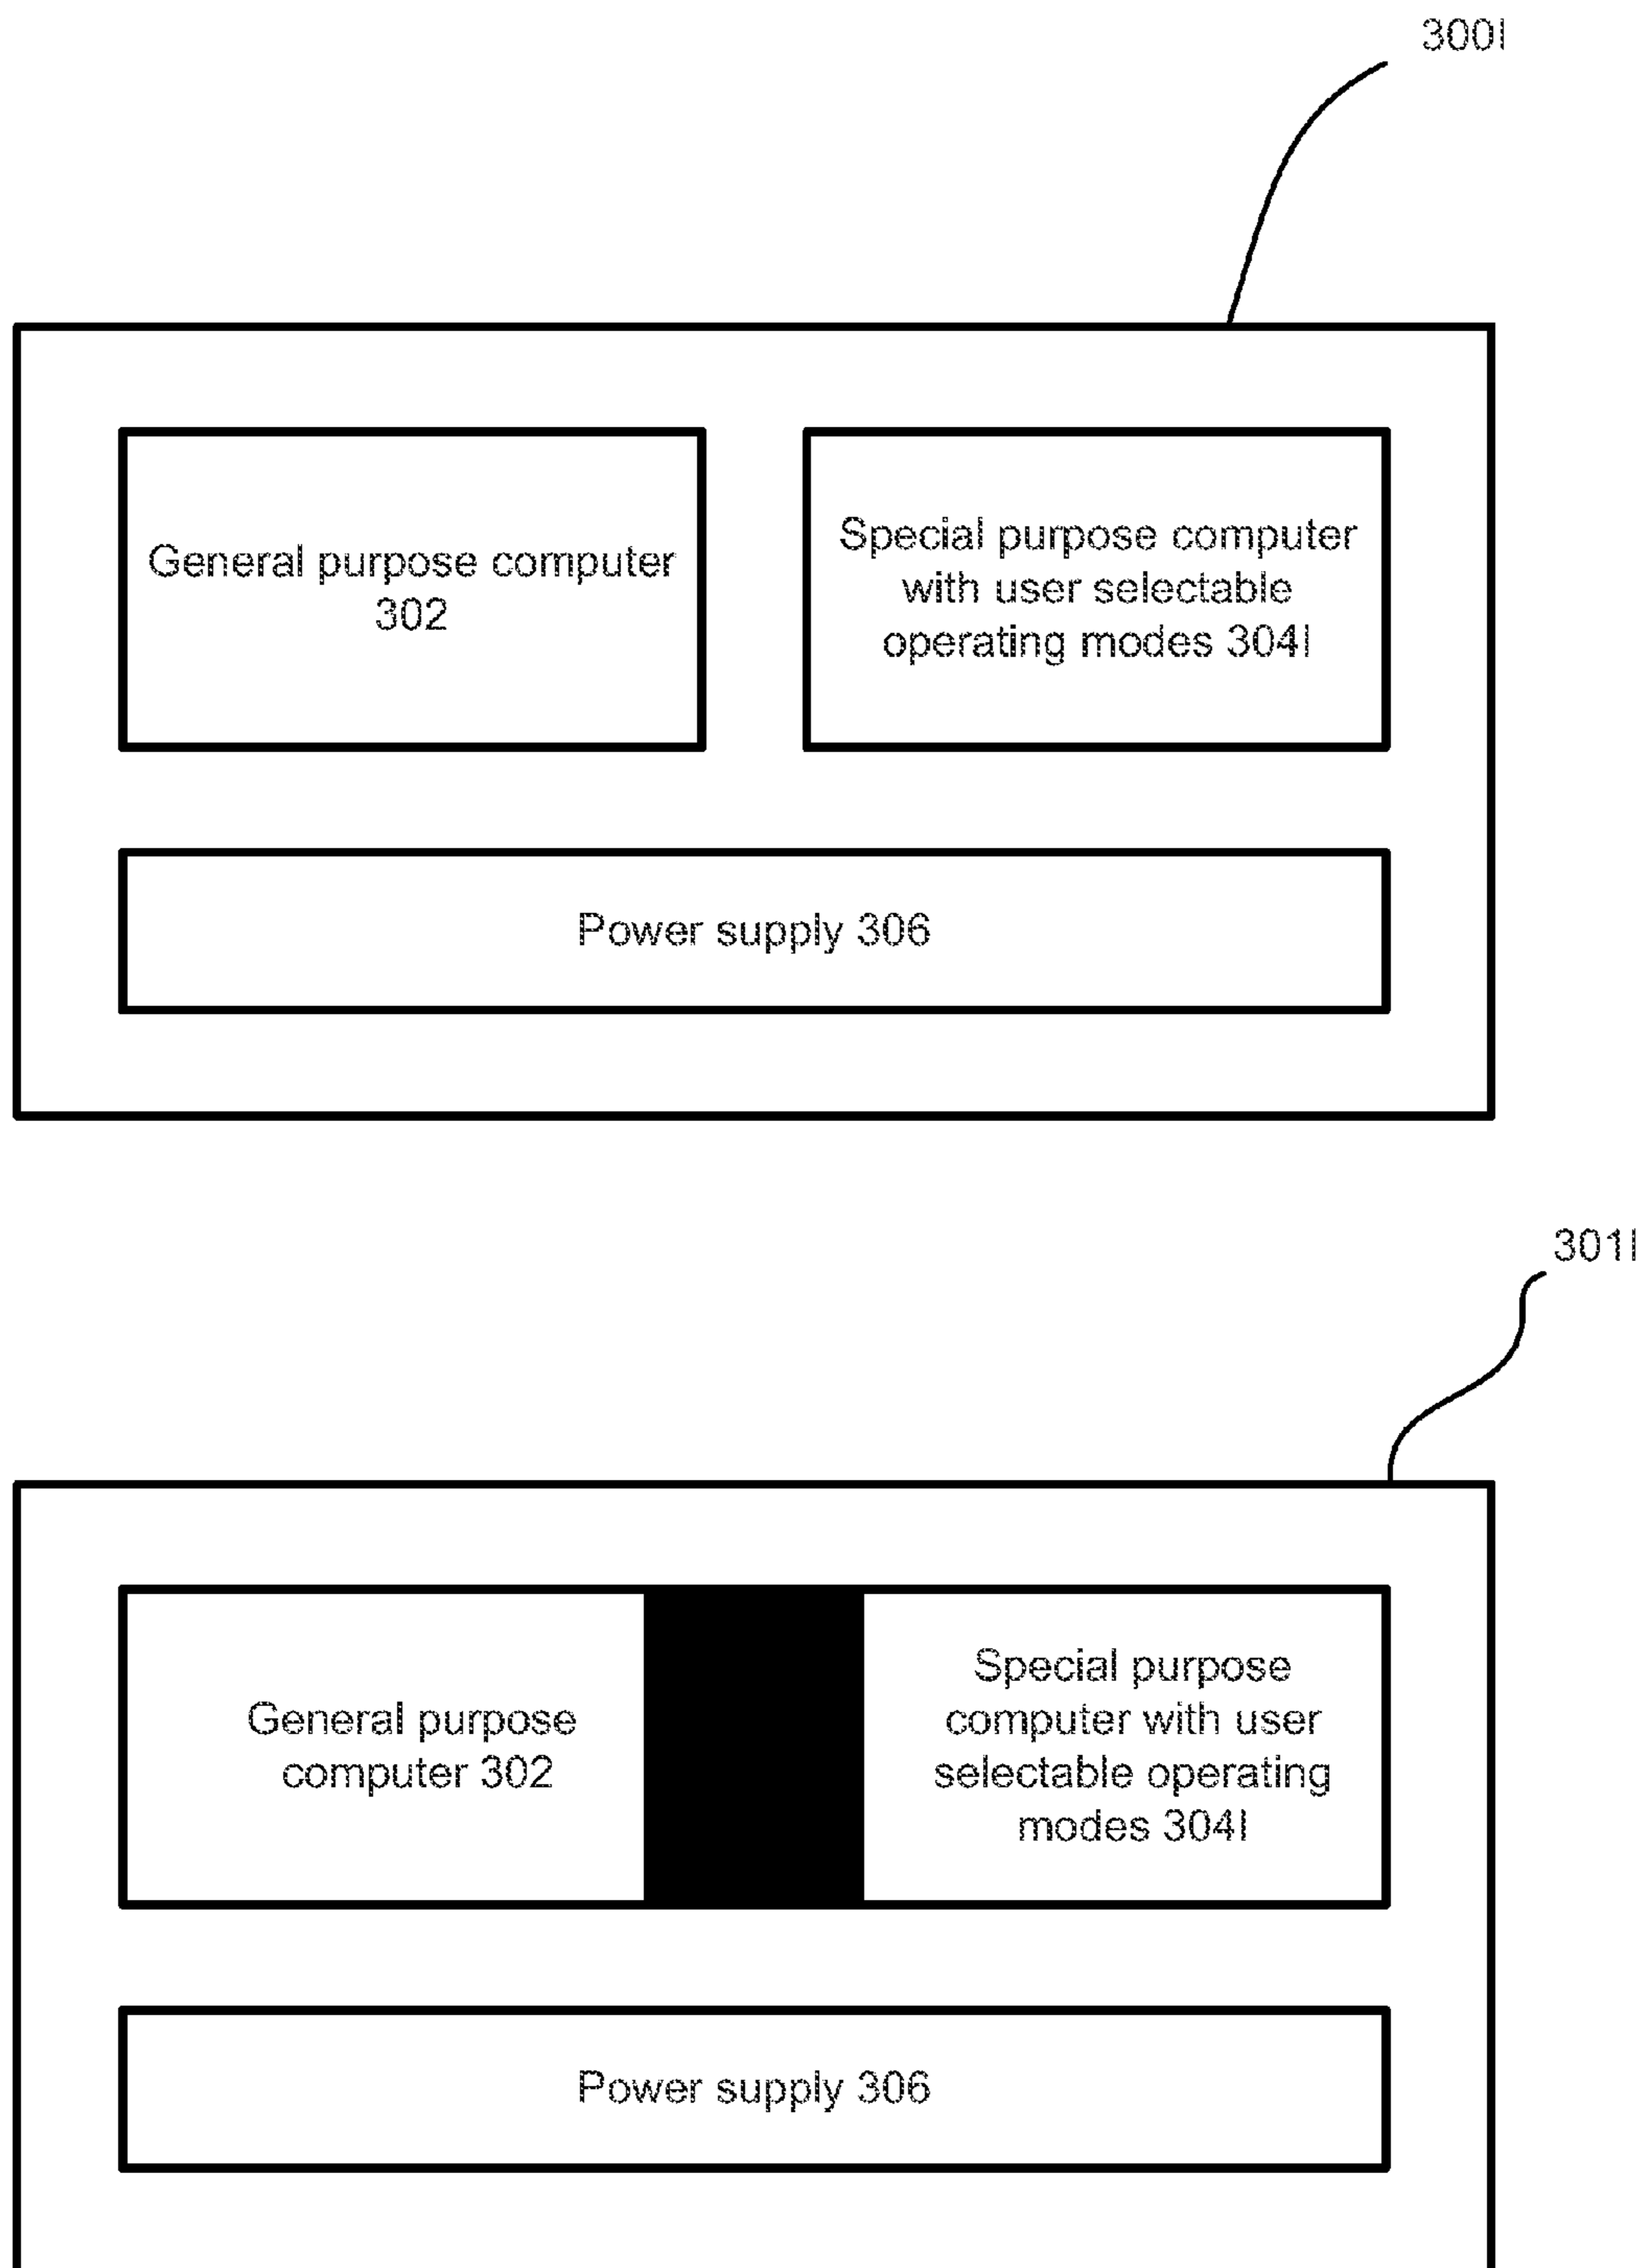 300I
General purpose computer
302
Special purpose computer
with user selectable
operating modes 304I
Power supply 306
301I
General purpose
computer 302
Special purpose
computer with user
selectable operating
modes 304I
Power supply 306